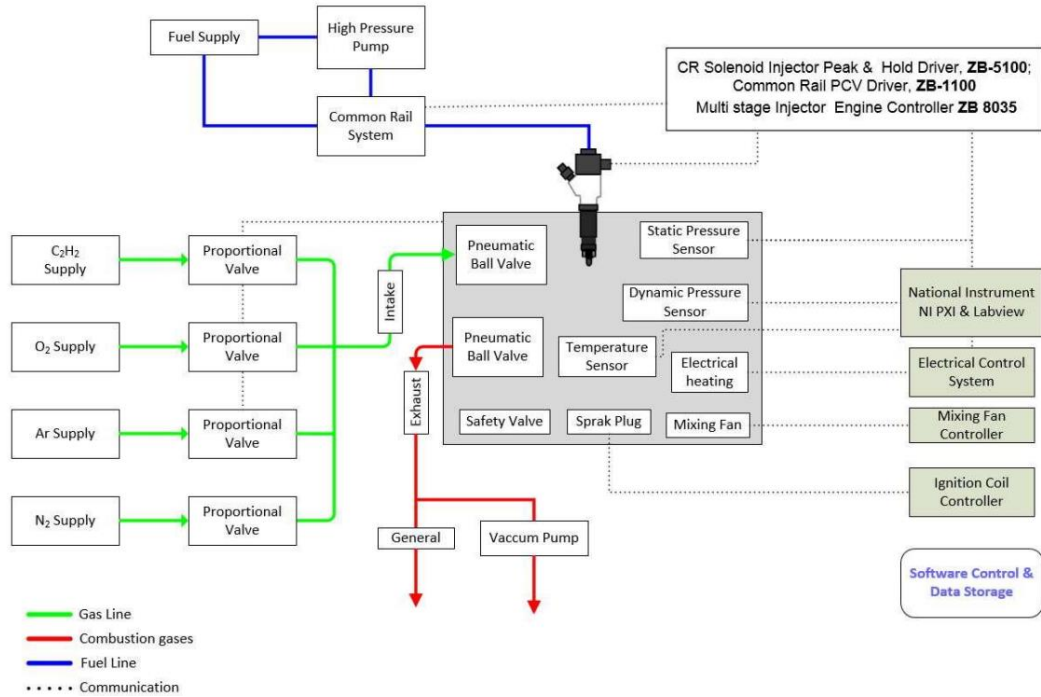 Fuel Supply
High Pressure
Pump
Common Rail
System
CR Solenoid Injector Peak & Hold Driver, ZB-5100;
Common Rail PCV Driver, ZB-1100
Multi stage Injector Engine Controller ZB 8035
C₂H₂
Supply
Proportional
Valve
O₂ Supply
Proportional
Valve
Ar Supply
Proportional
Valve
N₂ Supply
Proportional
Valve
Intake
Exhaust
Pneumatic
Ball Valve
Pneumatic
Ball Valve
Static Pressure
Sensor
Dynamic Pressure
Sensor
Temperature
Sensor
Electrical
heating
Safety Valve
Sprak Plug
Mixing Fan
National Instrument
NI PXI & Labview
Electrical Control
System
Mixing Fan
Controller
Ignition Coil
Controller
General
Vaccum Pump
Software Control &
Data Storage
Gas Line
Combustion gases
Fuel Line
Communication